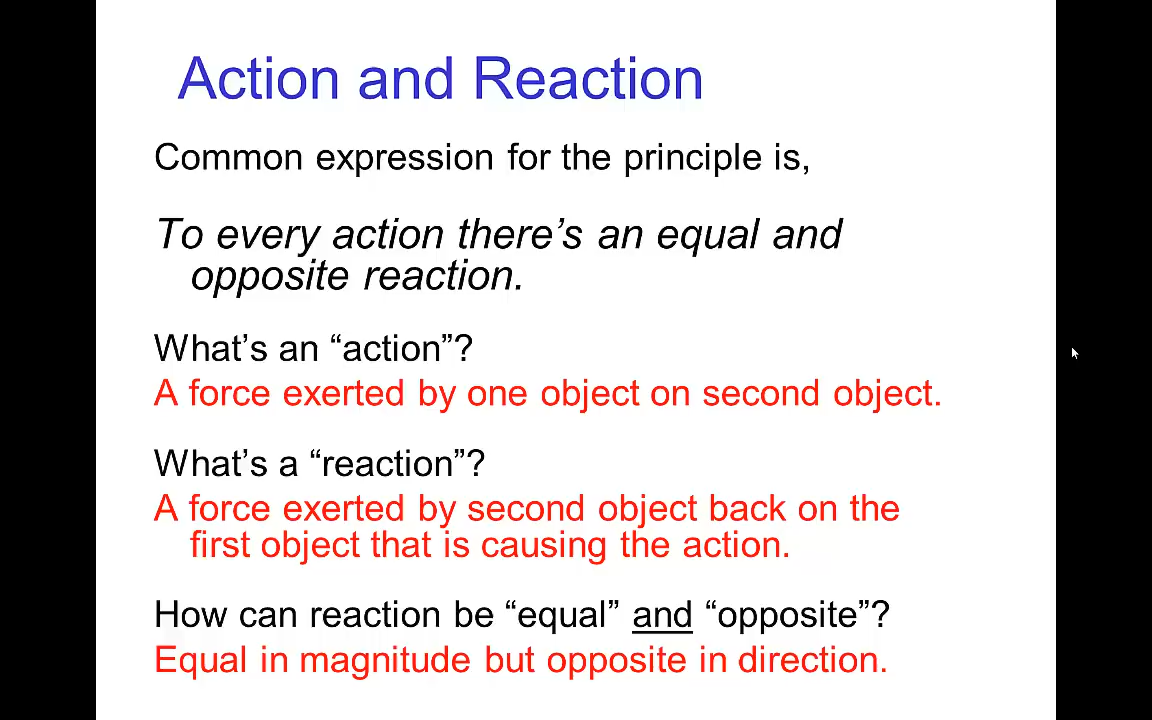 Action and Reaction
Common expression for the principle is,
To every action there’s an equal and
opposite reaction.
What’s an “action”?
A force exerted by one object on second object.
What’s a “reaction”?
A force exerted by second object back on the
first object that is causing the action.
How can reaction be “equal” and “opposite”?
Equal in magnitude but opposite in direction.